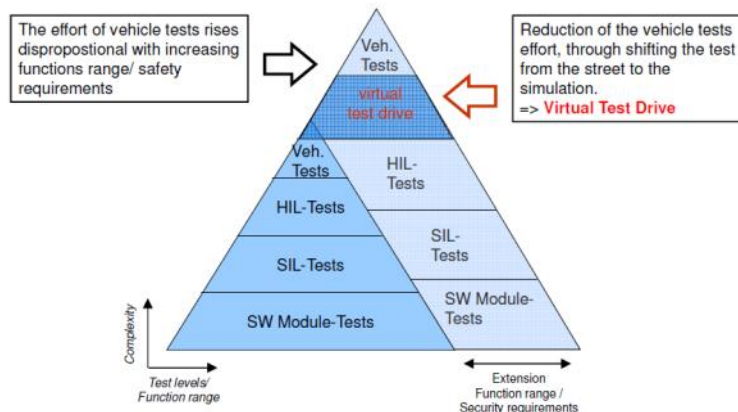 The effort of vehicle tests rises
dispropostional with increasing
functions range/ safety
requirements
Veh.
Tests
virtual
test drive
Reduction of the vehicle tests
effort, through shifting the test
from the street to the
simulation.
=> Virtual Test Drive
Veh.
Tests
HIL-
Tests
HIL-Tests
SIL-
Tests
SIL-Tests
SW Module-
Tests
SW Module-Tests
Complexity
Test levels/
Function range
Extension
Function range /
Security requirements